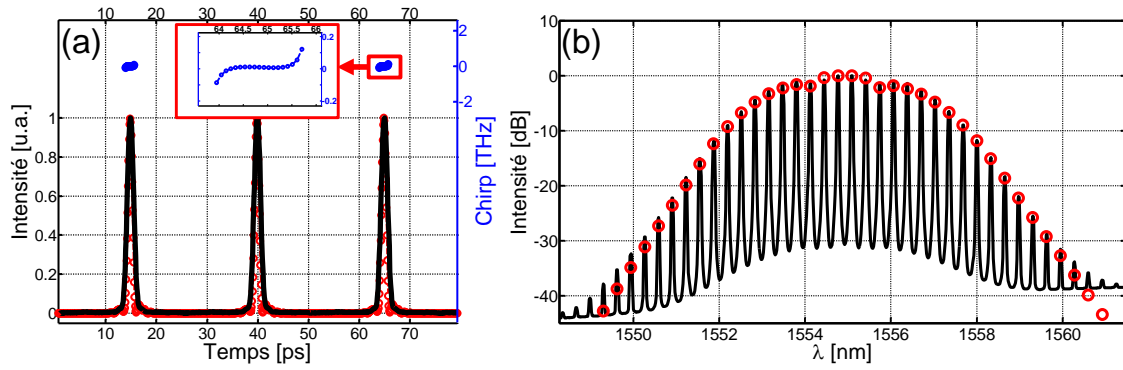 (a)
10 20 30 40 50 60 70
64 64.5 65 65.5 66
0.2
0
0.2
2
0
-2
Chirp [THz]
1
0.8
0.6
0.4
0.2
0
Intensité [u.a.]
10 20 30 40 50 60 70
Temps [ps]
(b)
10
0
-10
-20
-30
-40
Intensité [dB]
1550 1552 1554 1556 1558 1560
λ [nm]